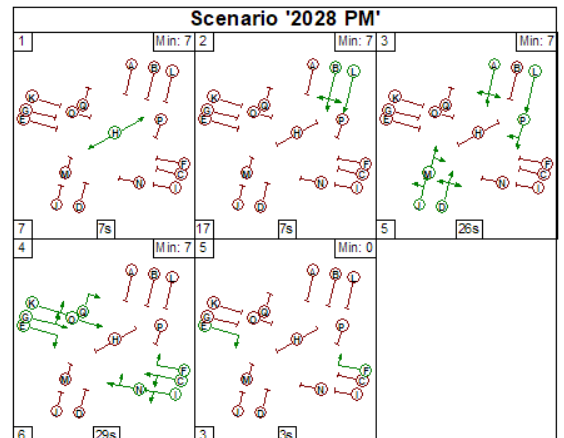 Scenario '2028 PM'
1 Min: 7 2 Min: 7 3 Min: 7
A B L A B L A B L
K G E Q O K G E Q O K G E Q O
H P H P H P
M F C N I M F C N I M F C N I
J D J D J D
7 7s 17 7s 5 26s
4 Min: 7 5 Min: 0
A B L A B L
K G E Q O K G E Q O
H P H P
M F C N I M F C N I
J D J D
6 29s 3 3s